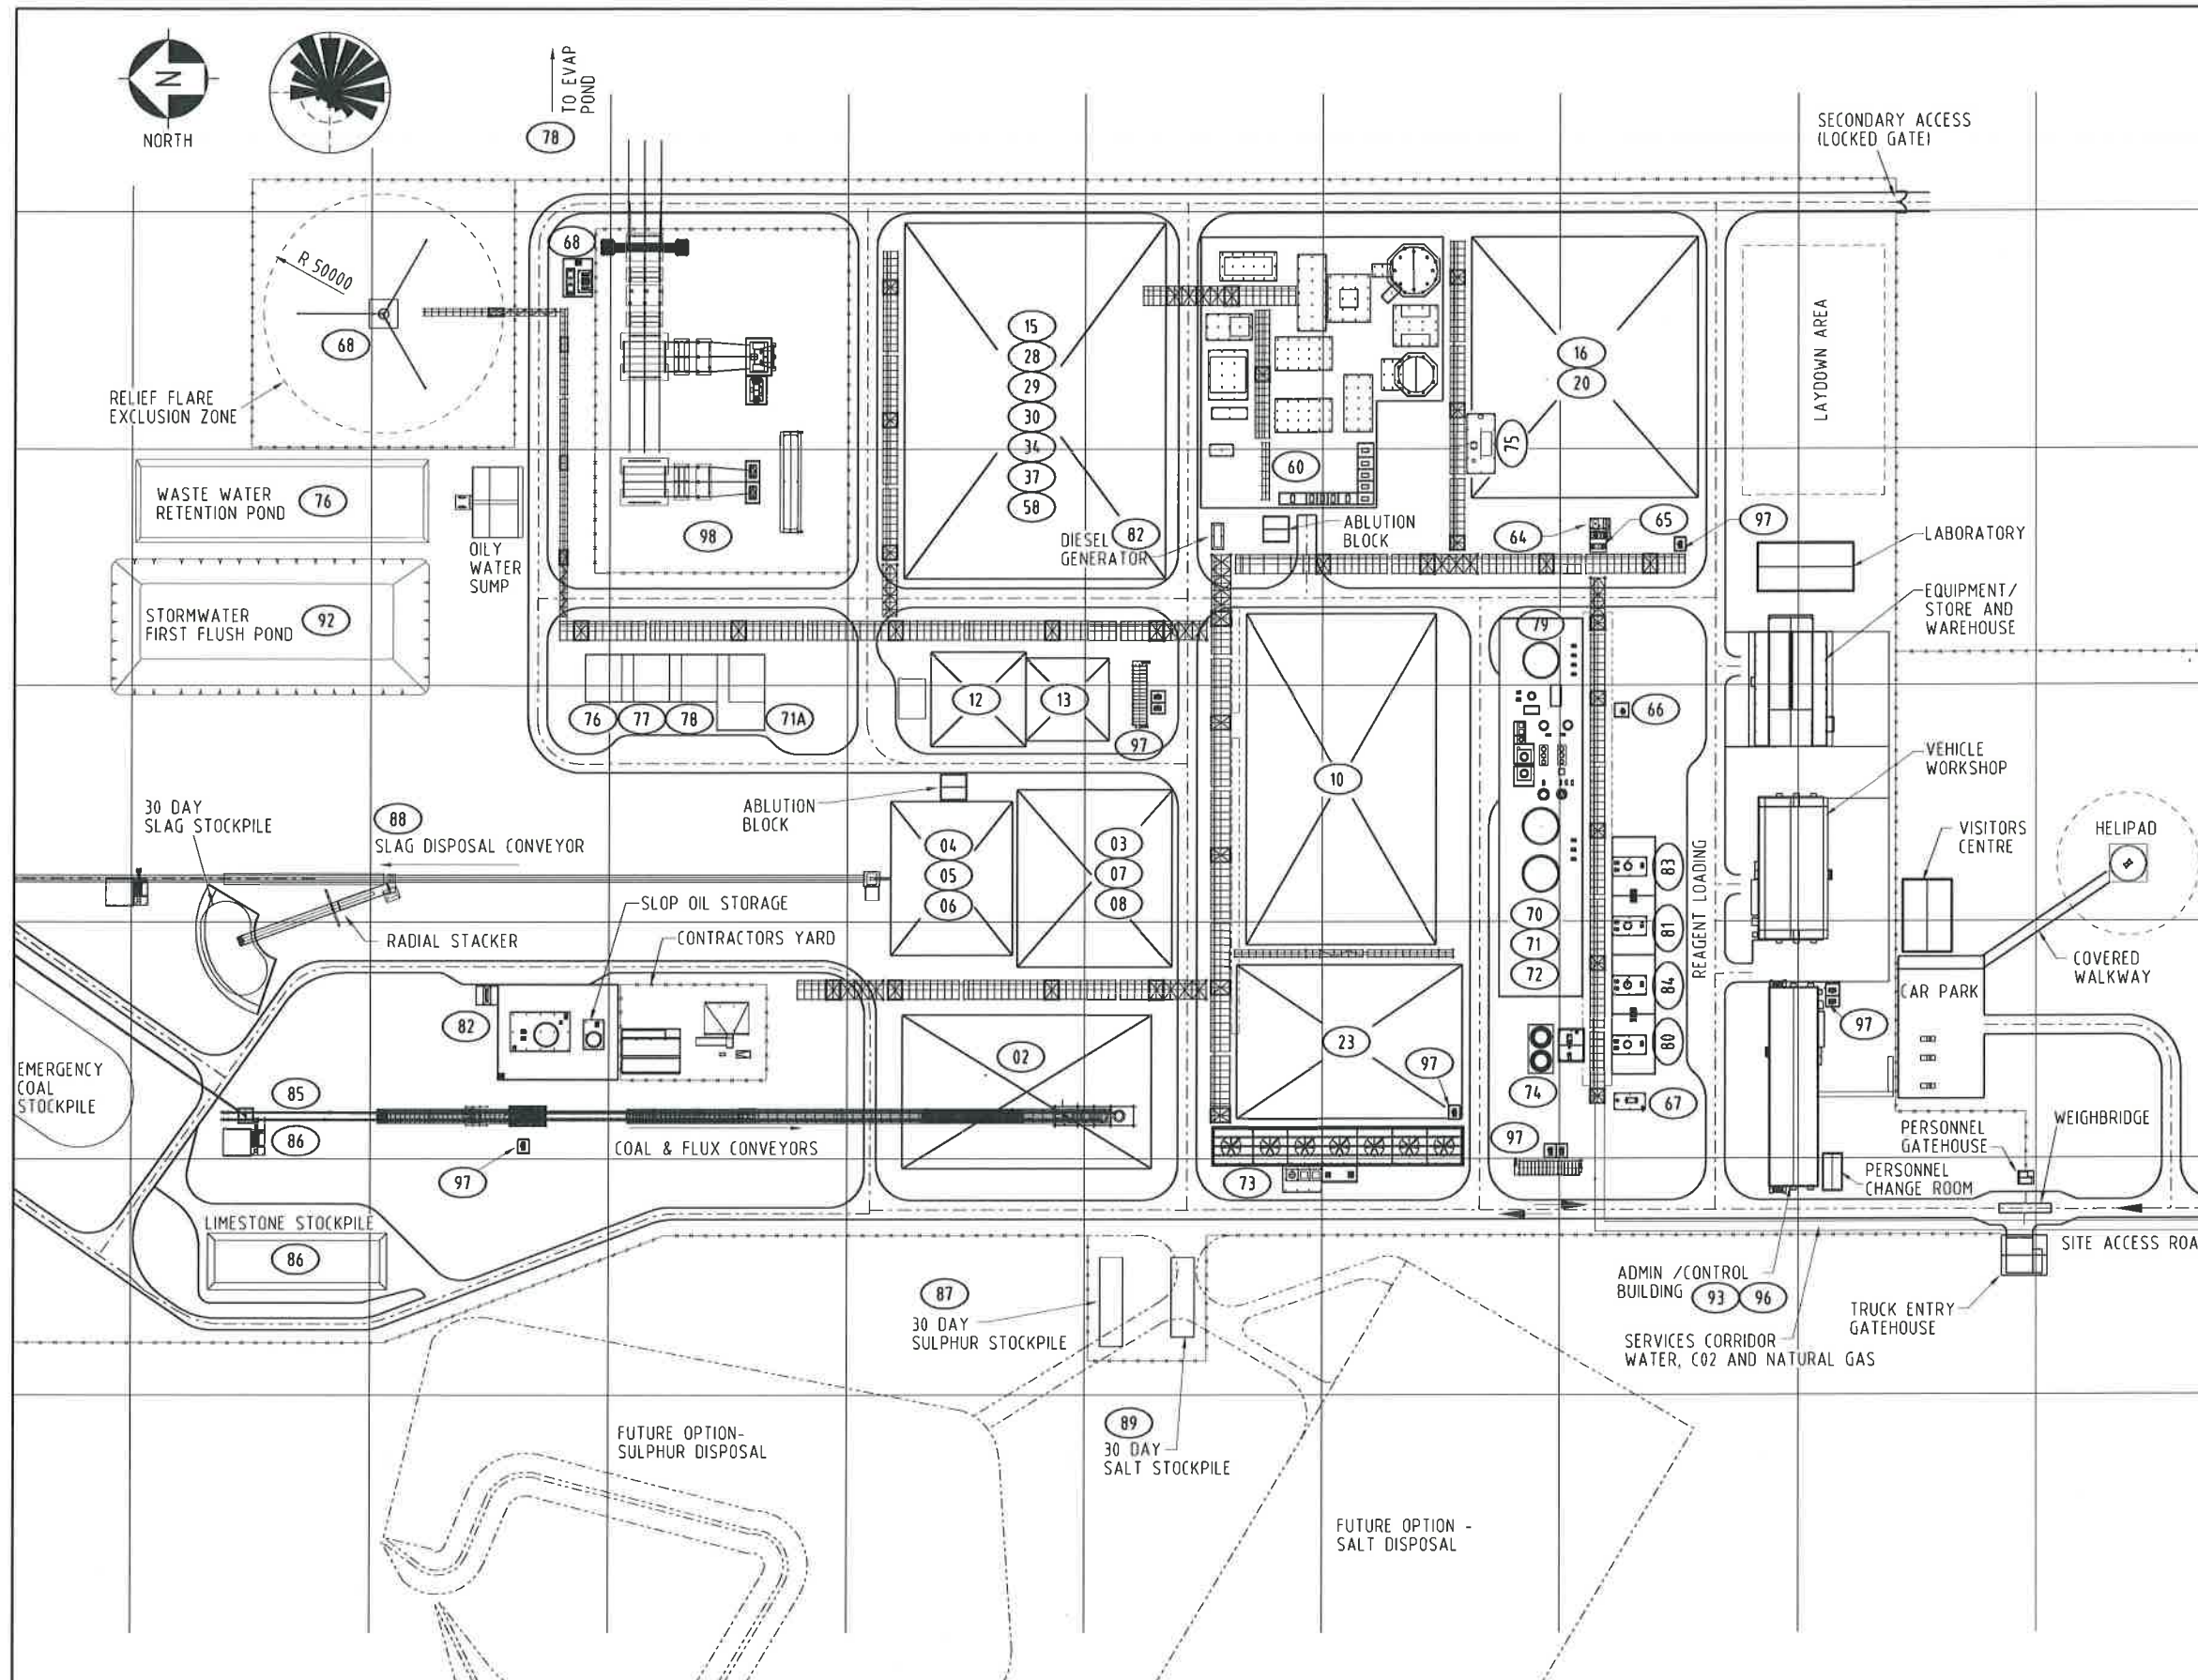 N
NORTH
TO EVAP
POND
78
SECONDARY ACCESS
(LOCKED GATE)
R 50000
68
68
RELIEF FLARE
EXCLUSION ZONE
15
28
29
30
34
37
58
16
20
LAYDOWN AREA
75
60
WASTE WATER
RETENTION POND
76
OILY
WATER
SUMP
98
DIESEL
GENERATOR
82
ABLUTION
BLOCK
64
65
97
LABORATORY
STORMWATER
FIRST FLUSH POND
92
EQUIPMENT/
STORE AND
WAREHOUSE
79
76
77
78
71A
12
13
97
10
66
VEHICLE
WORKSHOP
30 DAY
SLAG STOCKPILE
88
SLAG DISPOSAL CONVEYOR
ABLUTION
BLOCK
04
05
06
03
07
08
83
81
84
80
REAGENT LOADING
VISITORS
CENTRE
HELIPAD
SLOP OIL STORAGE
RADIAL STACKER
CONTRACTORS YARD
70
71
72
COVERED
WALKWAY
CAR PARK
82
97
EMERGENCY
COAL
STOCKPILE
02
23
97
74
67
85
86
COAL & FLUX CONVEYORS
97
97
73
PERSONNEL
GATEHOUSE
WEIGHBRIDGE
PERSONNEL
CHANGE ROOM
LIMESTONE STOCKPILE
86
SITE ACCESS ROA
87
30 DAY
SULPHUR STOCKPILE
ADMIN /CONTROL
BUILDING
93
96
TRUCK ENTRY
GATEHOUSE
SERVICES CORRIDOR
WATER, CO2 AND NATURAL GAS
89
30 DAY
SALT STOCKPILE
FUTURE OPTION-
SULPHUR DISPOSAL
FUTURE OPTION -
SALT DISPOSAL